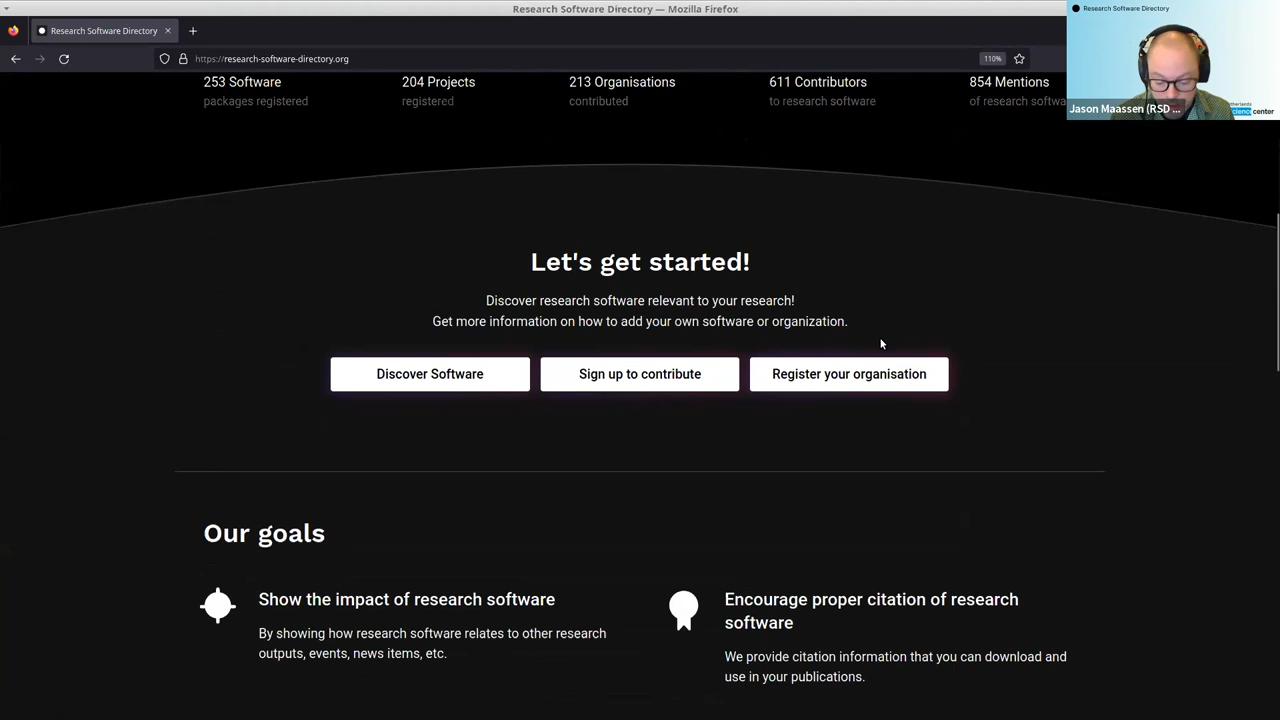 Research Software Directory — Mozilla Firefox
Research Software Directory
https://research-software-directory.org
110%
Research Software Directory
Jason Maassen (RSD ...
center
253 Software
packages registered
204 Projects
registered
213 Organisations
contributed
611 Contributors
to research software
854 Mentions
of research
Let's get started!
Discover research software relevant to your research!
Get more information on how to add your own software or organization.
Discover Software
Sign up to contribute
Register your organisation
Our goals
Show the impact of research software
By showing how research software relates to other research
outputs, events, news items, etc.
Encourage proper citation of research
software
We provide citation information that you can download and
use in your publications.